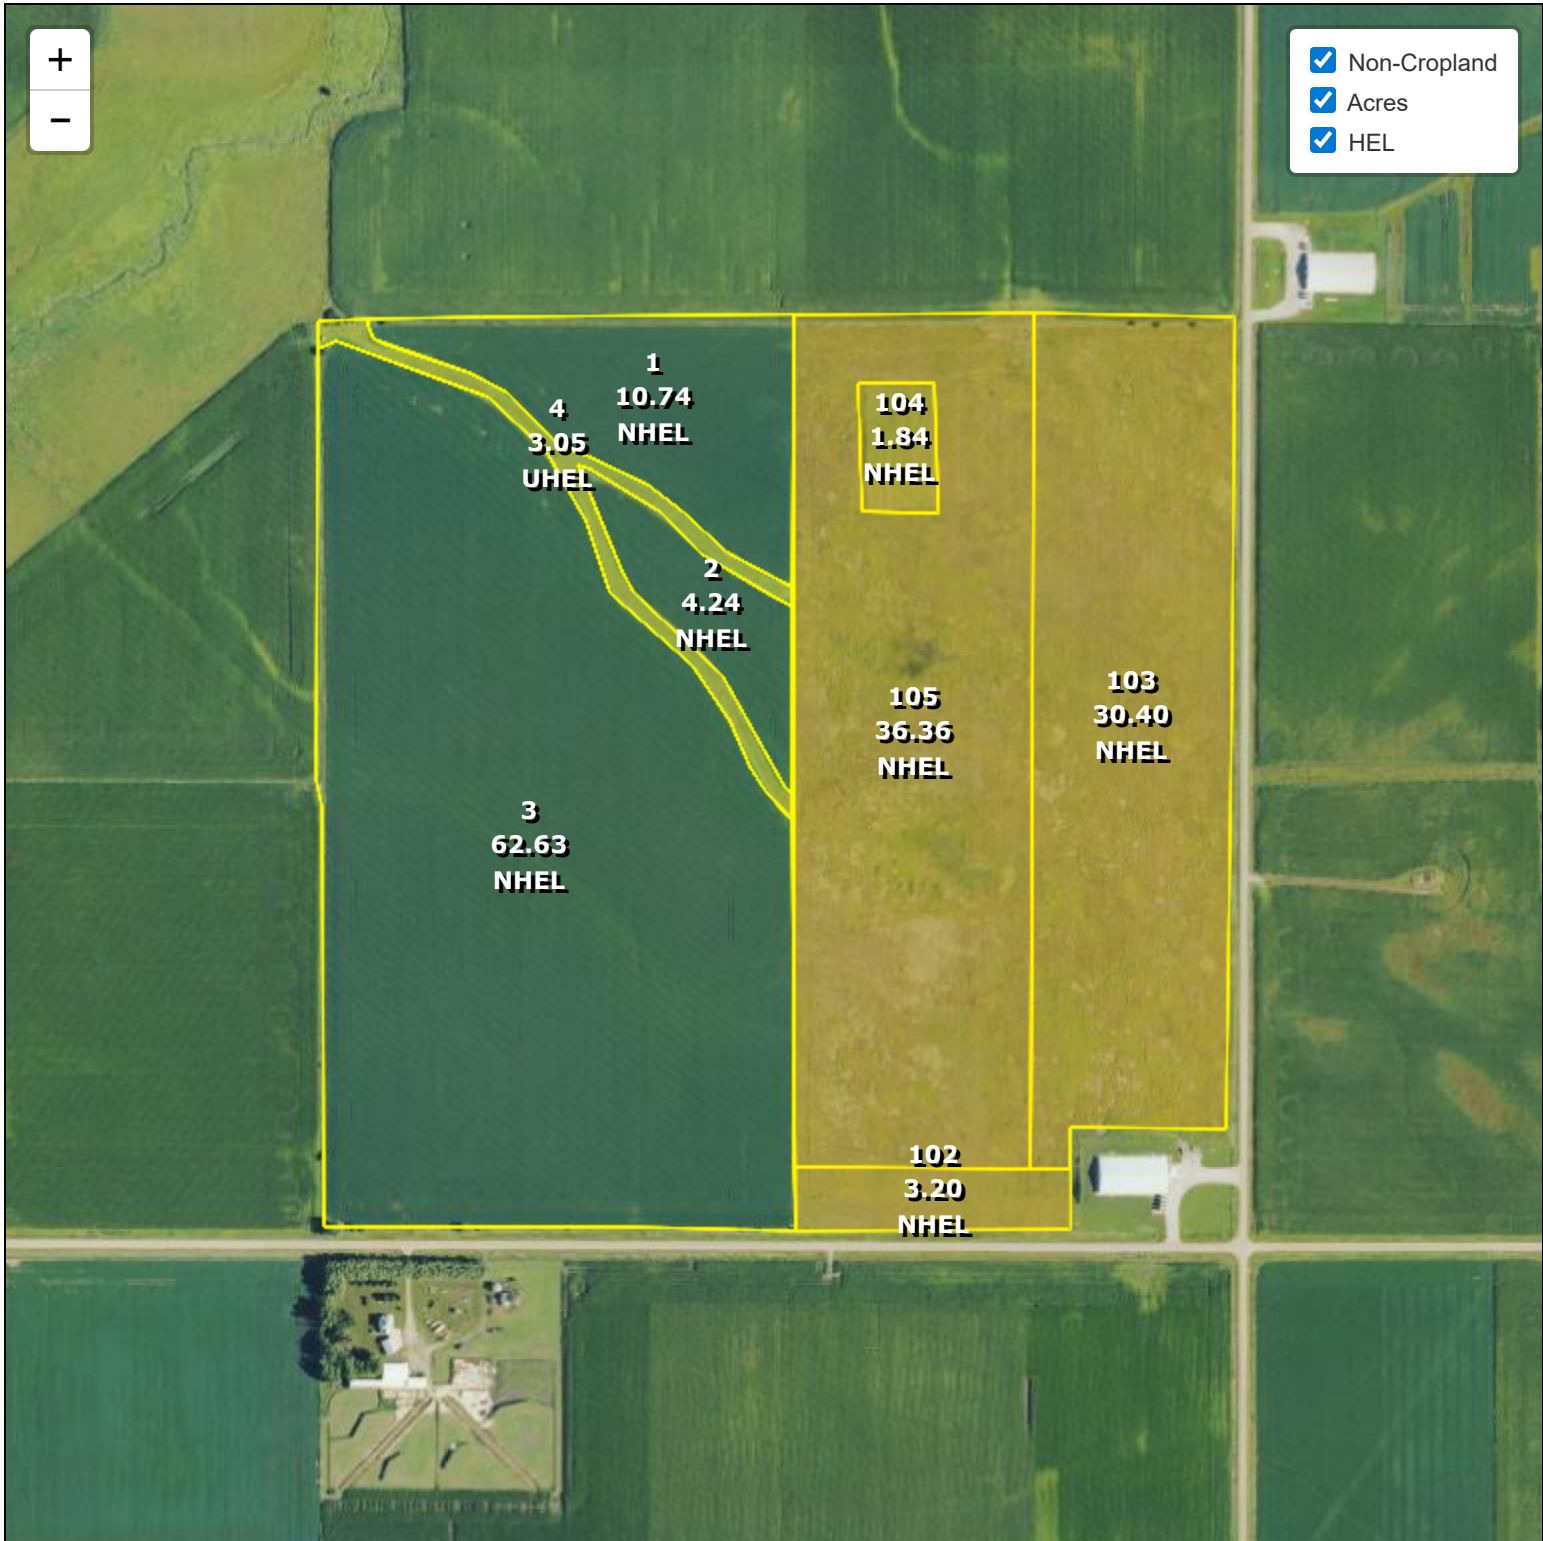 +
−
Non-Cropland
Acres
HEL
1
10.74
NHEL
4
3.05
UHEL
104
1.84
NHEL
2
4.24
NHEL
103
30.40
NHEL
105
36.36
NHEL
3
62.63
NHEL
102
3.20
NHEL